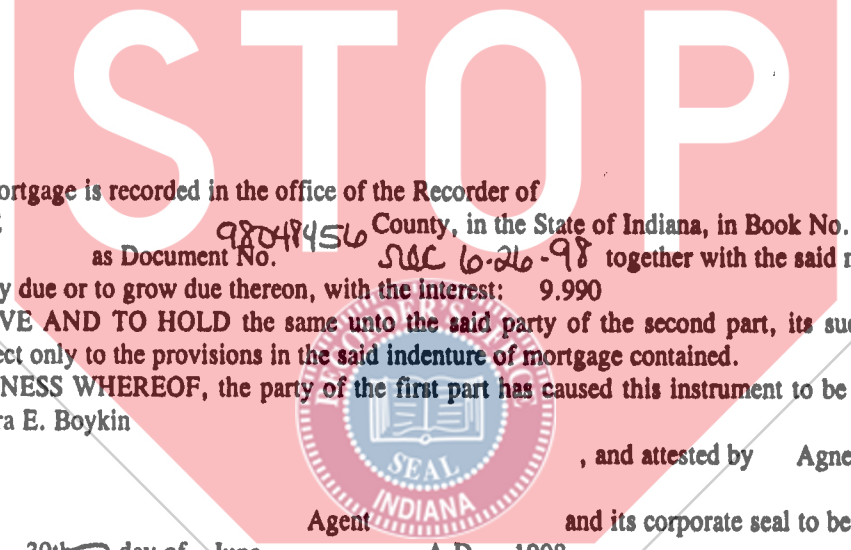 STOP
ortgage is recorded in the office of the Recorder of
98048456 County, in the State of Indiana, in Book No.
as Document No. 6-26-98 together with the said
y due or to grow due thereon, with the interest: 9.990
VE AND TO HOLD the same unto the said party of the second part, its suc
ect only to the provisions in the said indenture of mortgage contained.
NESS WHEREOF, the party of the first part has caused this instrument to be
ra E. Boykin
, and attested by Agne
SEAL
INDIANA
Agent and its corporate seal to be
day of June A.D.